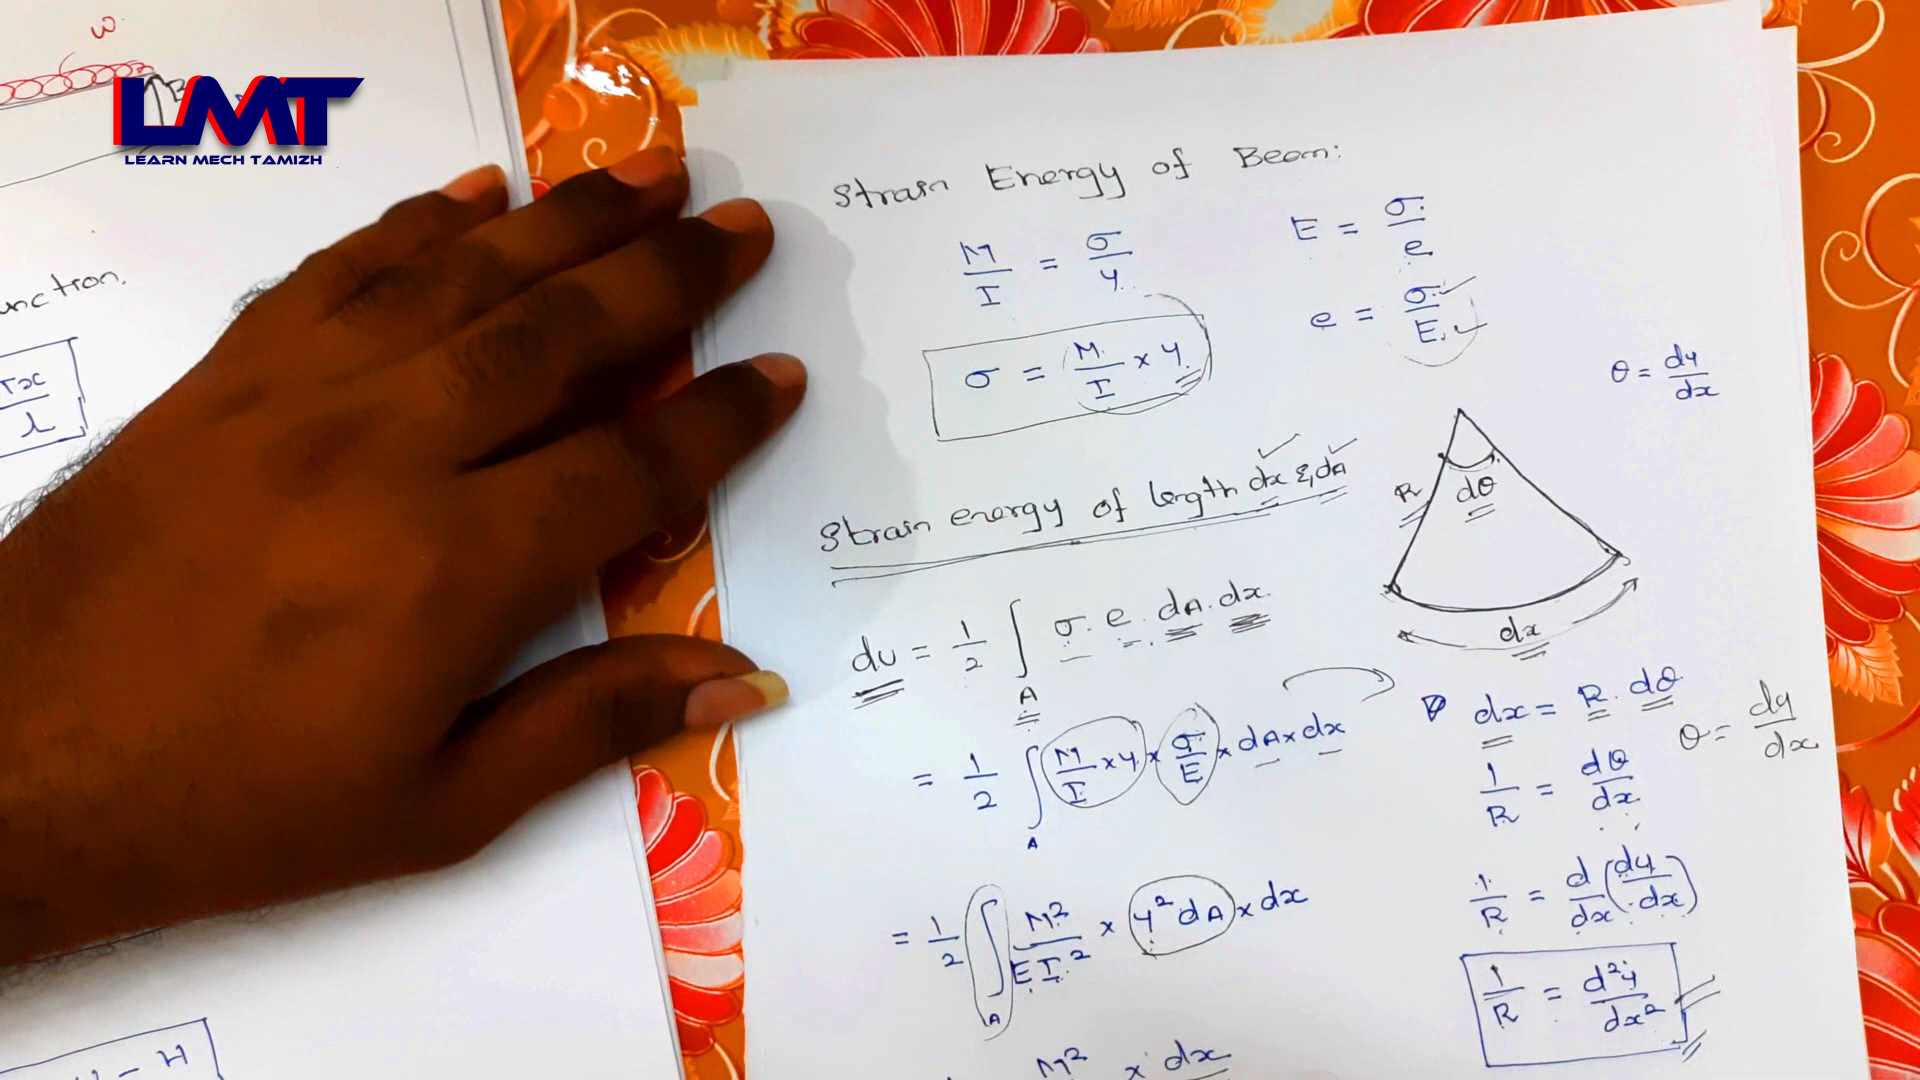 w
B
LMT
LEARN MECH TAMIZH
unction.
πx
l
- H
Strain Energy of Beam:
M/I = σ/y
E = σ/e
σ = M/I × y
e = σ/E
θ = dy/dx
Strain energy of length dx & dA
R
dθ
dx
du = 1/2 ∫A σ. e. dA. dx.
= 1/2 ∫A M/I × y × σ/E × dA × dx
dx = R. dθ
θ = dy/dx
1/R = dθ/dx
= 1/2 ∫A M²/EI² × y² dA × dx
1/R = d/dx (dy/dx)
1/R = d²y/dx²
M² × dx